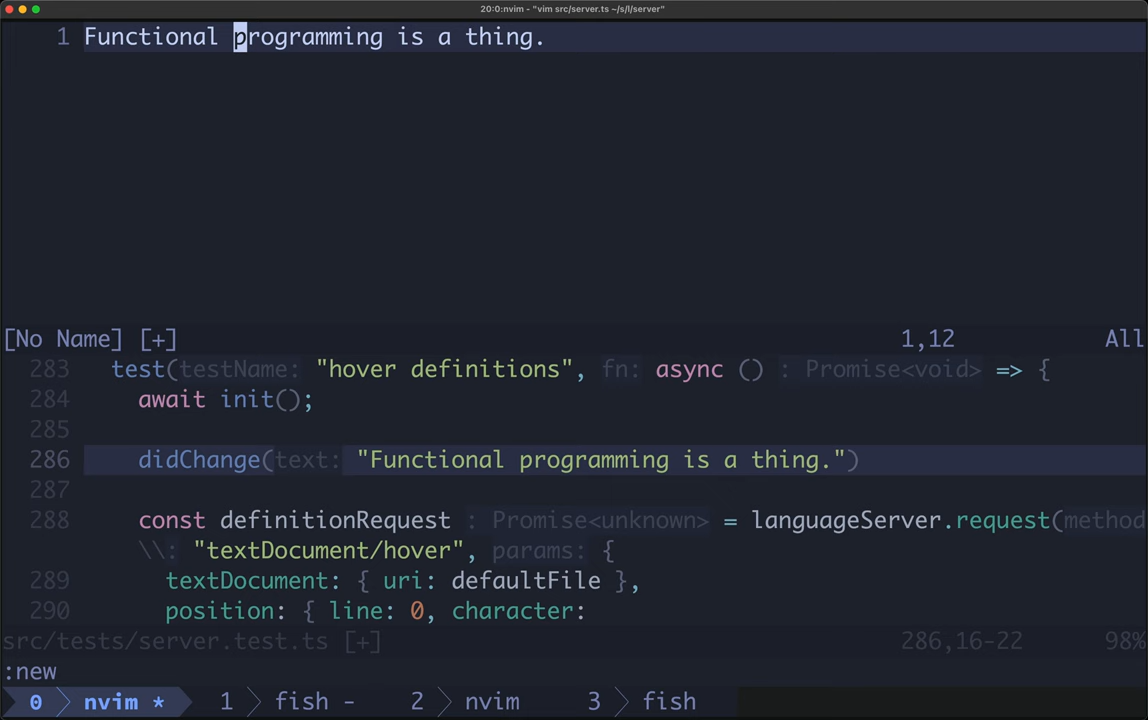 20:0:nvim - "vim src/server.ts ~/s/l/server"
1 Functional programming is a thing.
[No Name] [+] 1,12 All
283 test(testName: "hover definitions", fn: async () : Promise<void> => {
284 await init();
285
286 didChange(text: "Functional programming is a thing.")
287
288 const definitionRequest : Promise<unknown> = languageServer.request(method
\\: "textDocument/hover", params: {
289 textDocument: { uri: defaultFile },
290 position: { line: 0, character:
src/tests/server.test.ts [+] 286,16-22 98%
:new
0 nvim * 1 fish - 2 nvim 3 fish